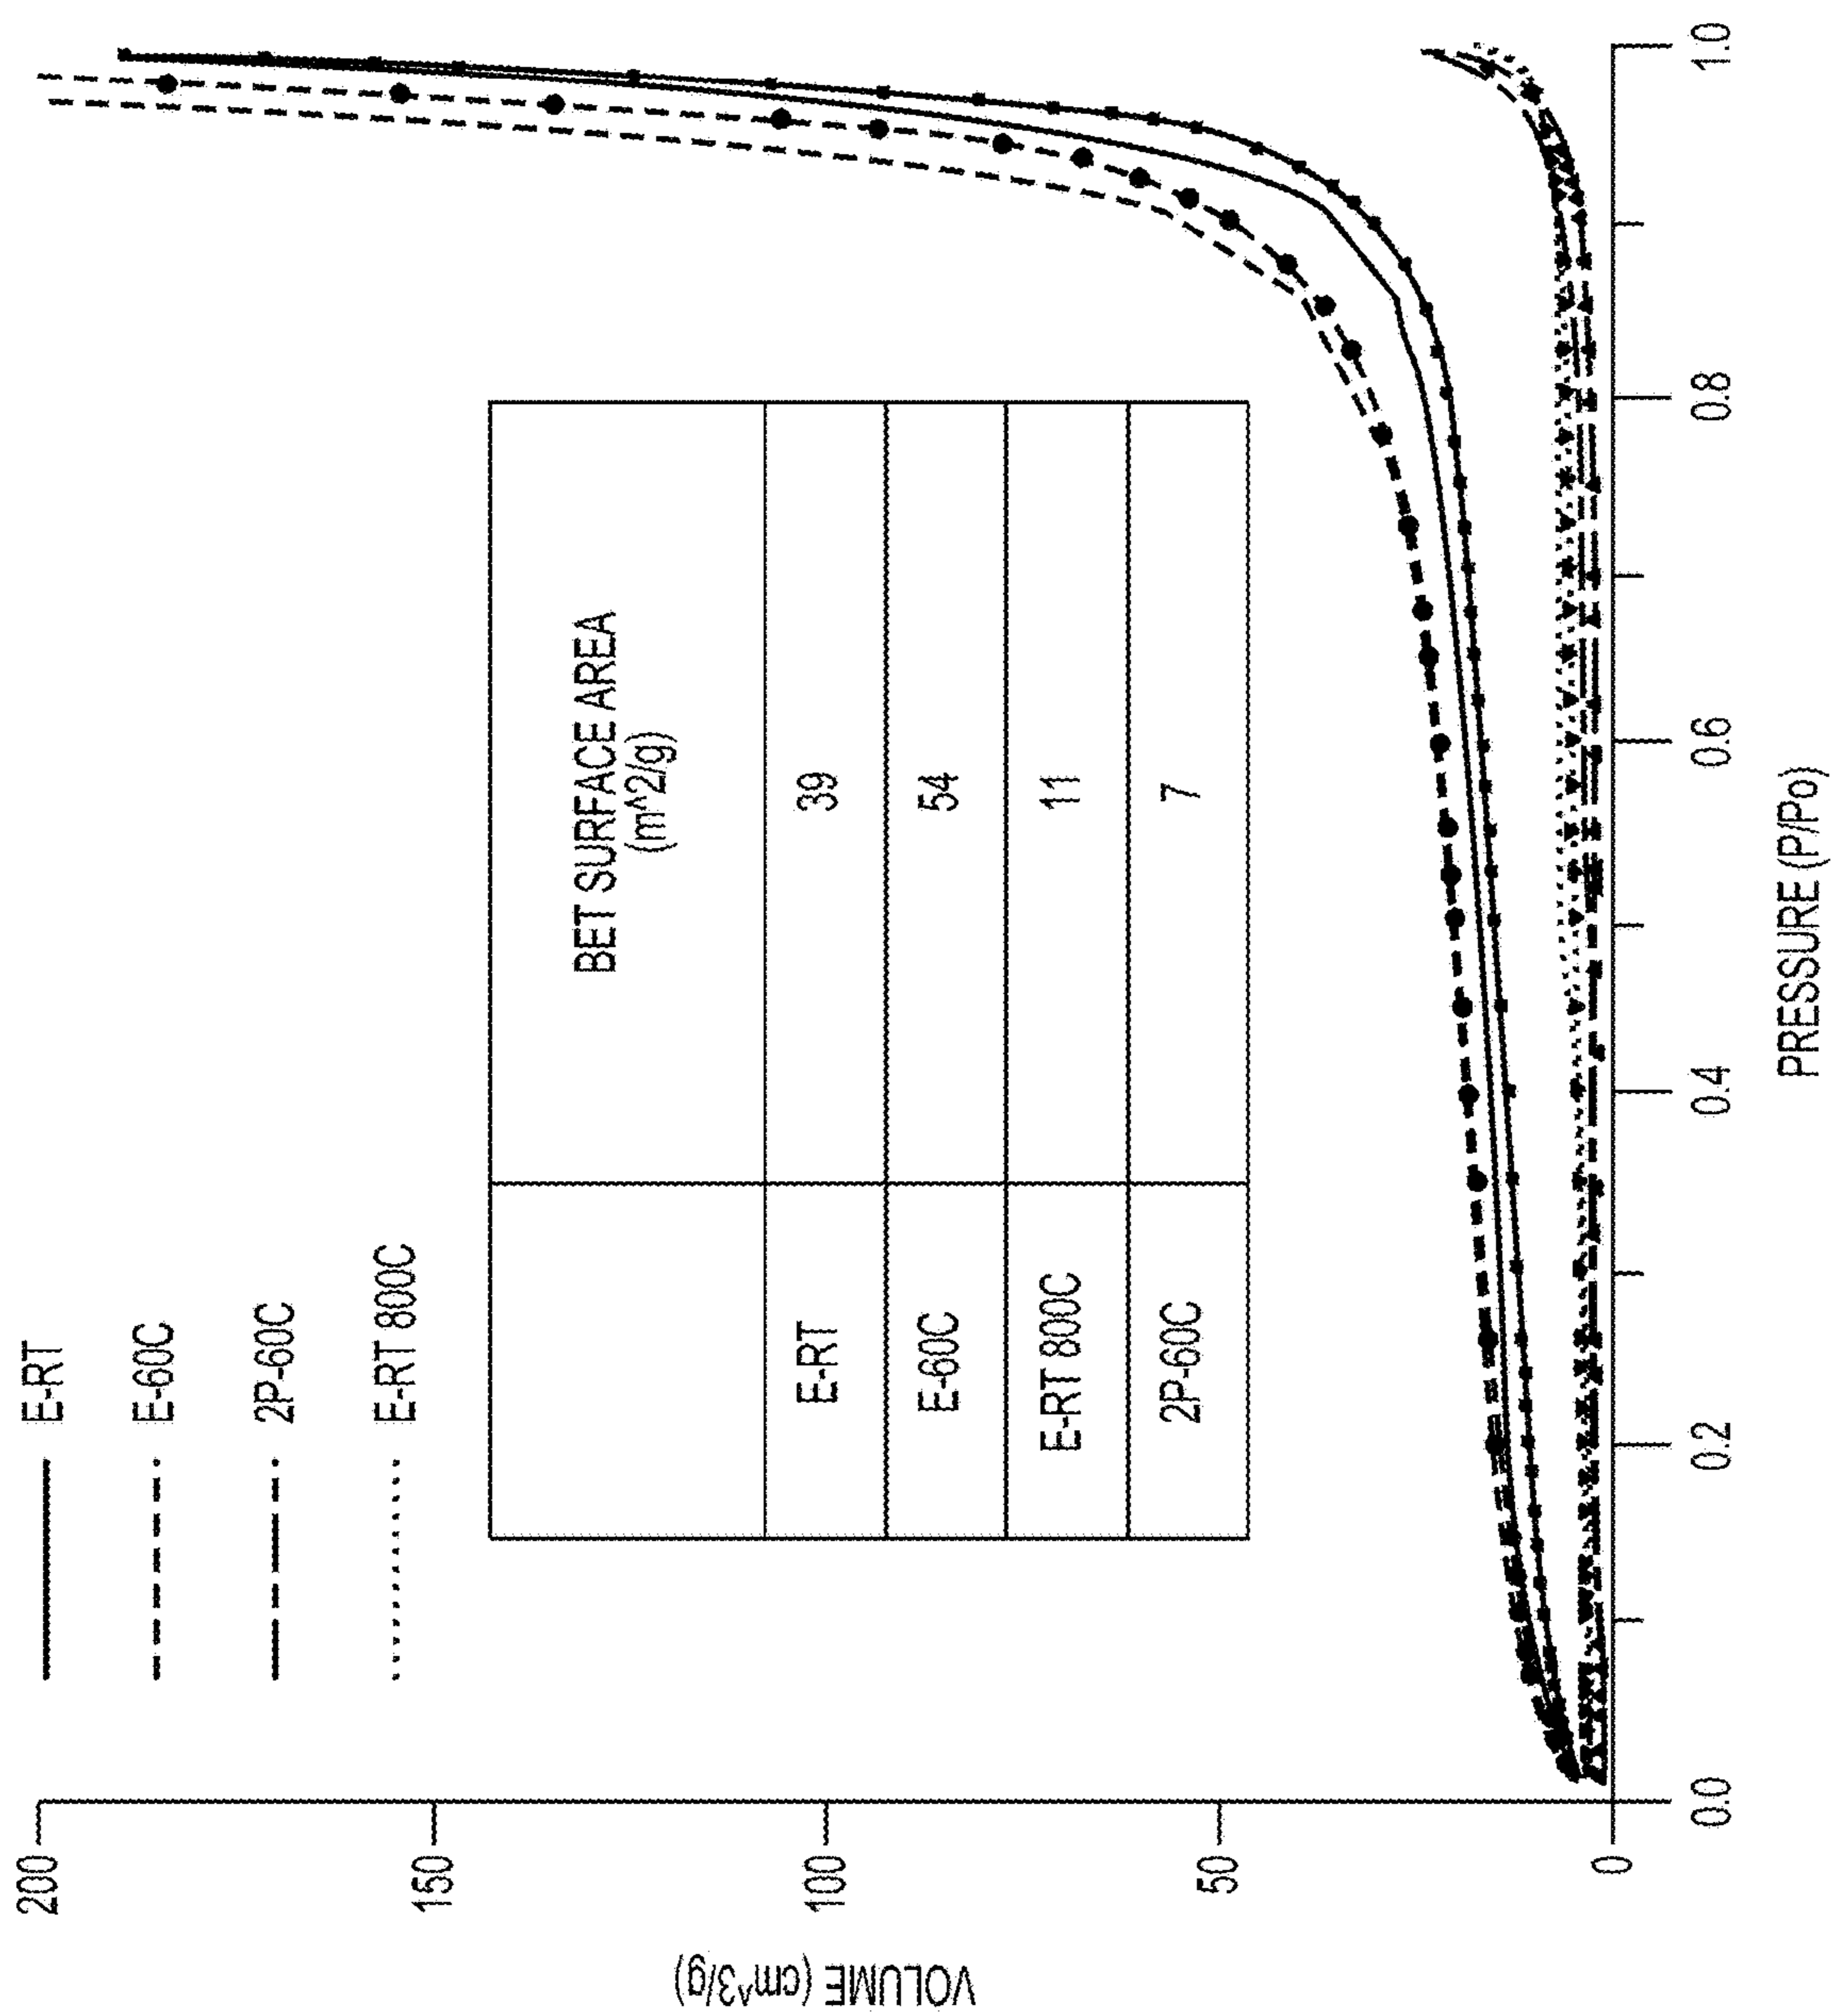 E-RT
E-60C
2P-60C
E-RT 800C
BET SURFACE AREA
(m^2/g)
E-RT 39
E-60C 54
E-RT 800C 11
2P-60C 7
VOLUME (cm^3/g)
200
150
100
50
0
0.0 0.2 0.4 0.6 0.8 1.0
PRESSURE (P/Po)